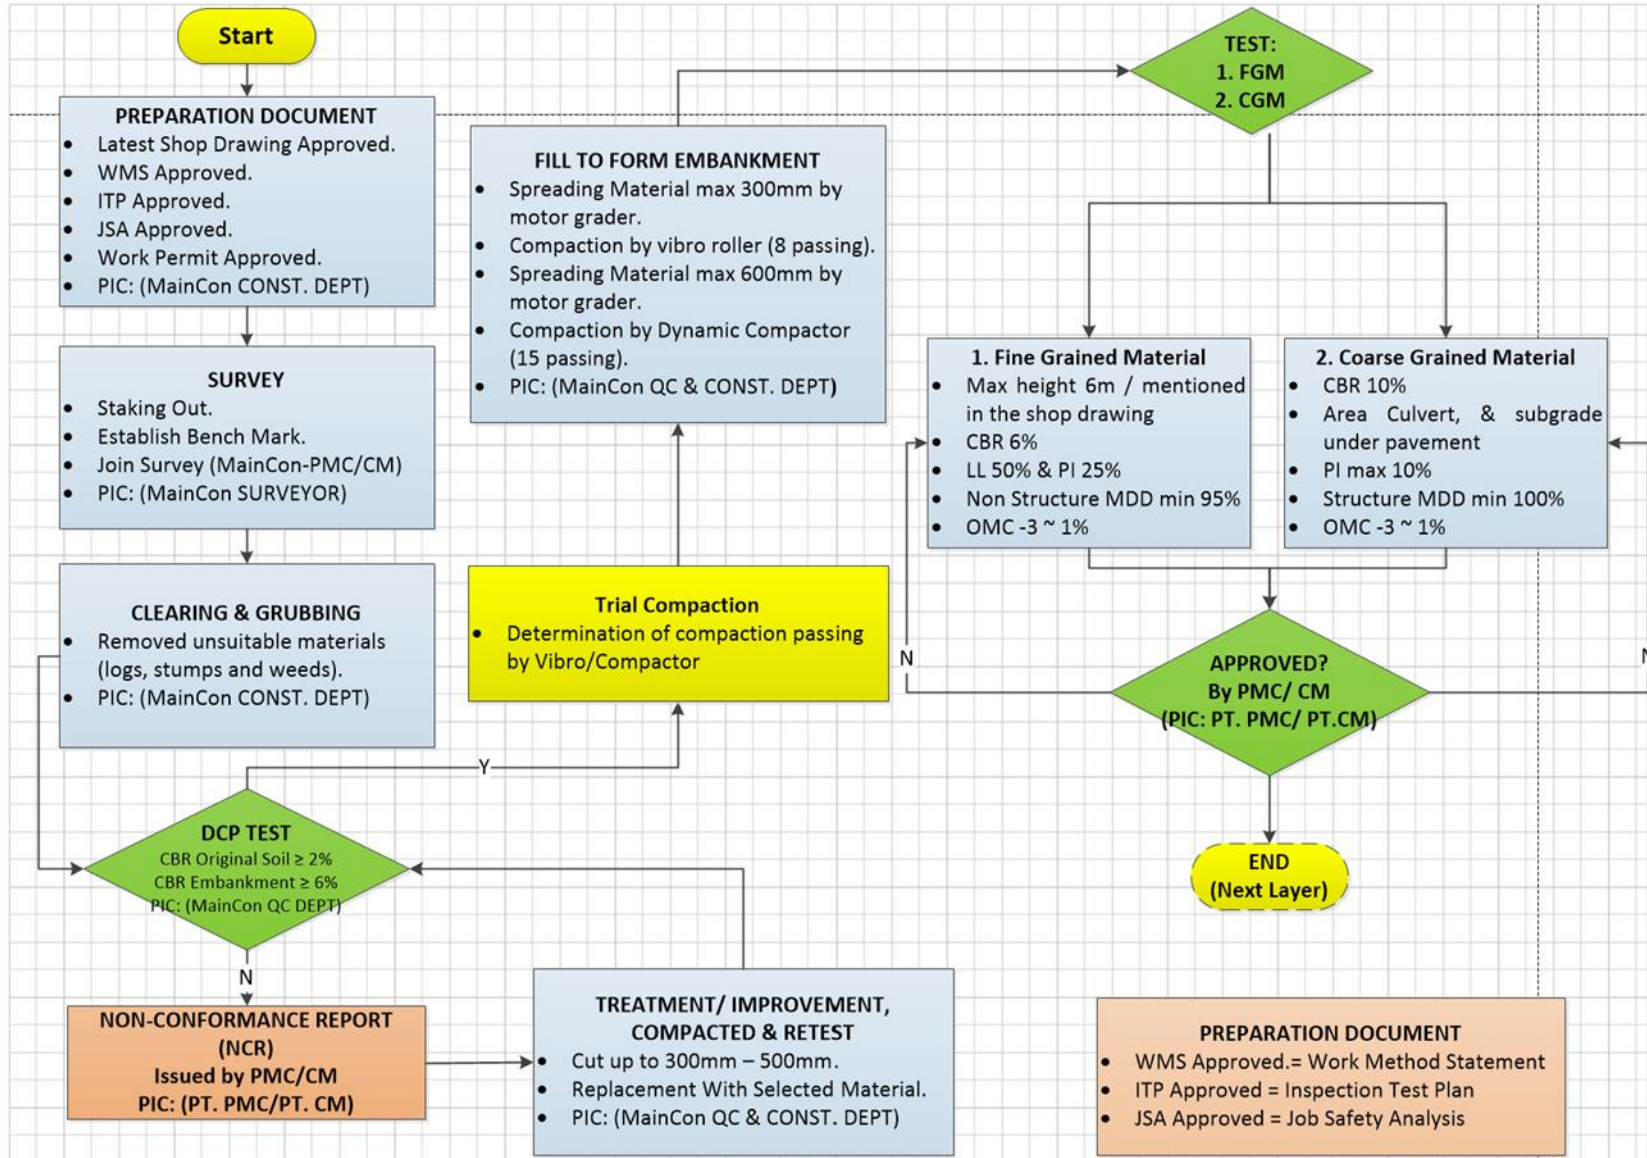 Start
PREPARATION DOCUMENT
• Latest Shop Drawing Approved.
• WMS Approved.
• ITP Approved.
• JSA Approved.
• Work Permit Approved.
• PIC: (MainCon CONST. DEPT)
SURVEY
• Staking Out.
• Establish Bench Mark.
• Join Survey (MainCon-PMC/CM)
• PIC: (MainCon SURVEYOR)
CLEARING & GRUBBING
• Removed unsuitable materials
(logs, stumps and weeds).
• PIC: (MainCon CONST. DEPT)
DCP TEST
CBR Original Soil ≥ 2%
CBR Embankment ≥ 6%
PIC: (MainCon QC DEPT)
Y
N
NON-CONFORMANCE REPORT
(NCR)
Issued by PMC/CM
PIC: (PT. PMC/PT. CM)
TREATMENT/ IMPROVEMENT,
COMPACTED & RETEST
• Cut up to 300mm – 500mm.
• Replacement With Selected Material.
• PIC: (MainCon QC & CONST. DEPT)
Trial Compaction
• Determination of compaction passing
by Vibro/Compactor
FILL TO FORM EMBANKMENT
• Spreading Material max 300mm by
motor grader.
• Compaction by vibro roller (8 passing).
• Spreading Material max 600mm by
motor grader.
• Compaction by Dynamic Compactor
(15 passing).
• PIC: (MainCon QC & CONST. DEPT)
TEST:
1. FGM
2. CGM
1. Fine Grained Material
• Max height 6m / mentioned
in the shop drawing
• CBR 6%
• LL 50% & PI 25%
• Non Structure MDD min 95%
• OMC -3 ~ 1%
2. Coarse Grained Material
• CBR 10%
• Area Culvert, & subgrade
under pavement
• PI max 10%
• Structure MDD min 100%
• OMC -3 ~ 1%
N
APPROVED?
By PMC/ CM
(PIC: PT. PMC/ PT.CM)
N
END
(Next Layer)
PREPARATION DOCUMENT
• WMS Approved.= Work Method Statement
• ITP Approved = Inspection Test Plan
• JSA Approved = Job Safety Analysis